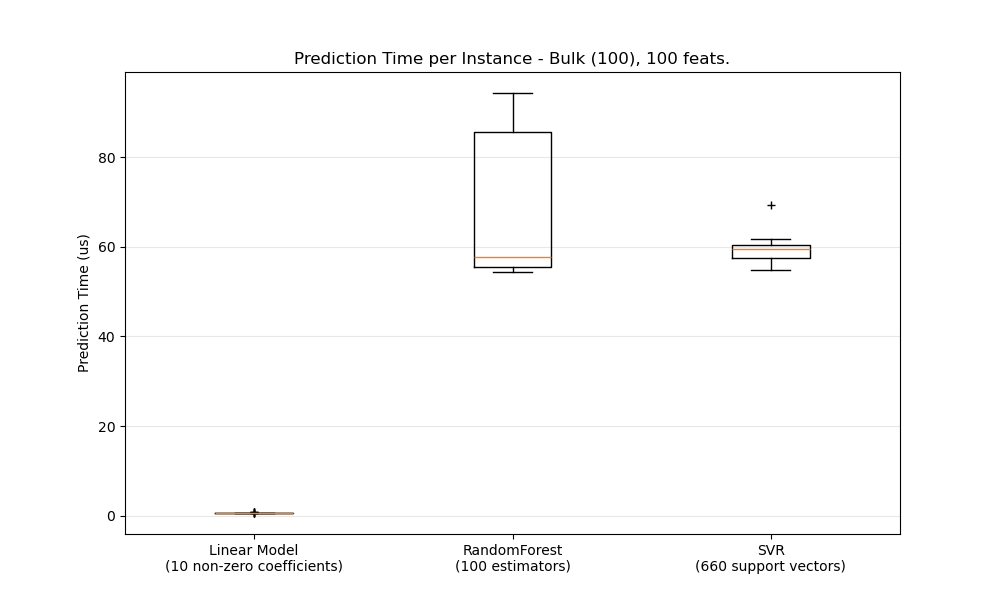 Prediction Time per Instance - Bulk (100), 100 feats.
Prediction Time (us)
80
60
40
20
0
Linear Model
(10 non-zero coefficients)
RandomForest
(100 estimators)
SVR
(660 support vectors)